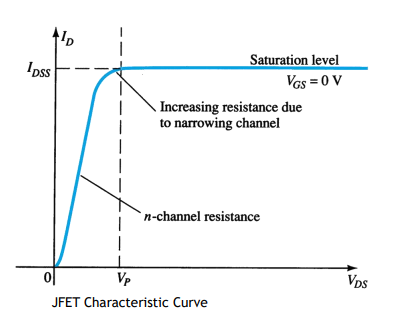 I_D
I_DSS
Saturation level
V_GS = 0 V
Increasing resistance due
to narrowing channel
n-channel resistance
0
V_P
V_DS
JFET Characteristic Curve